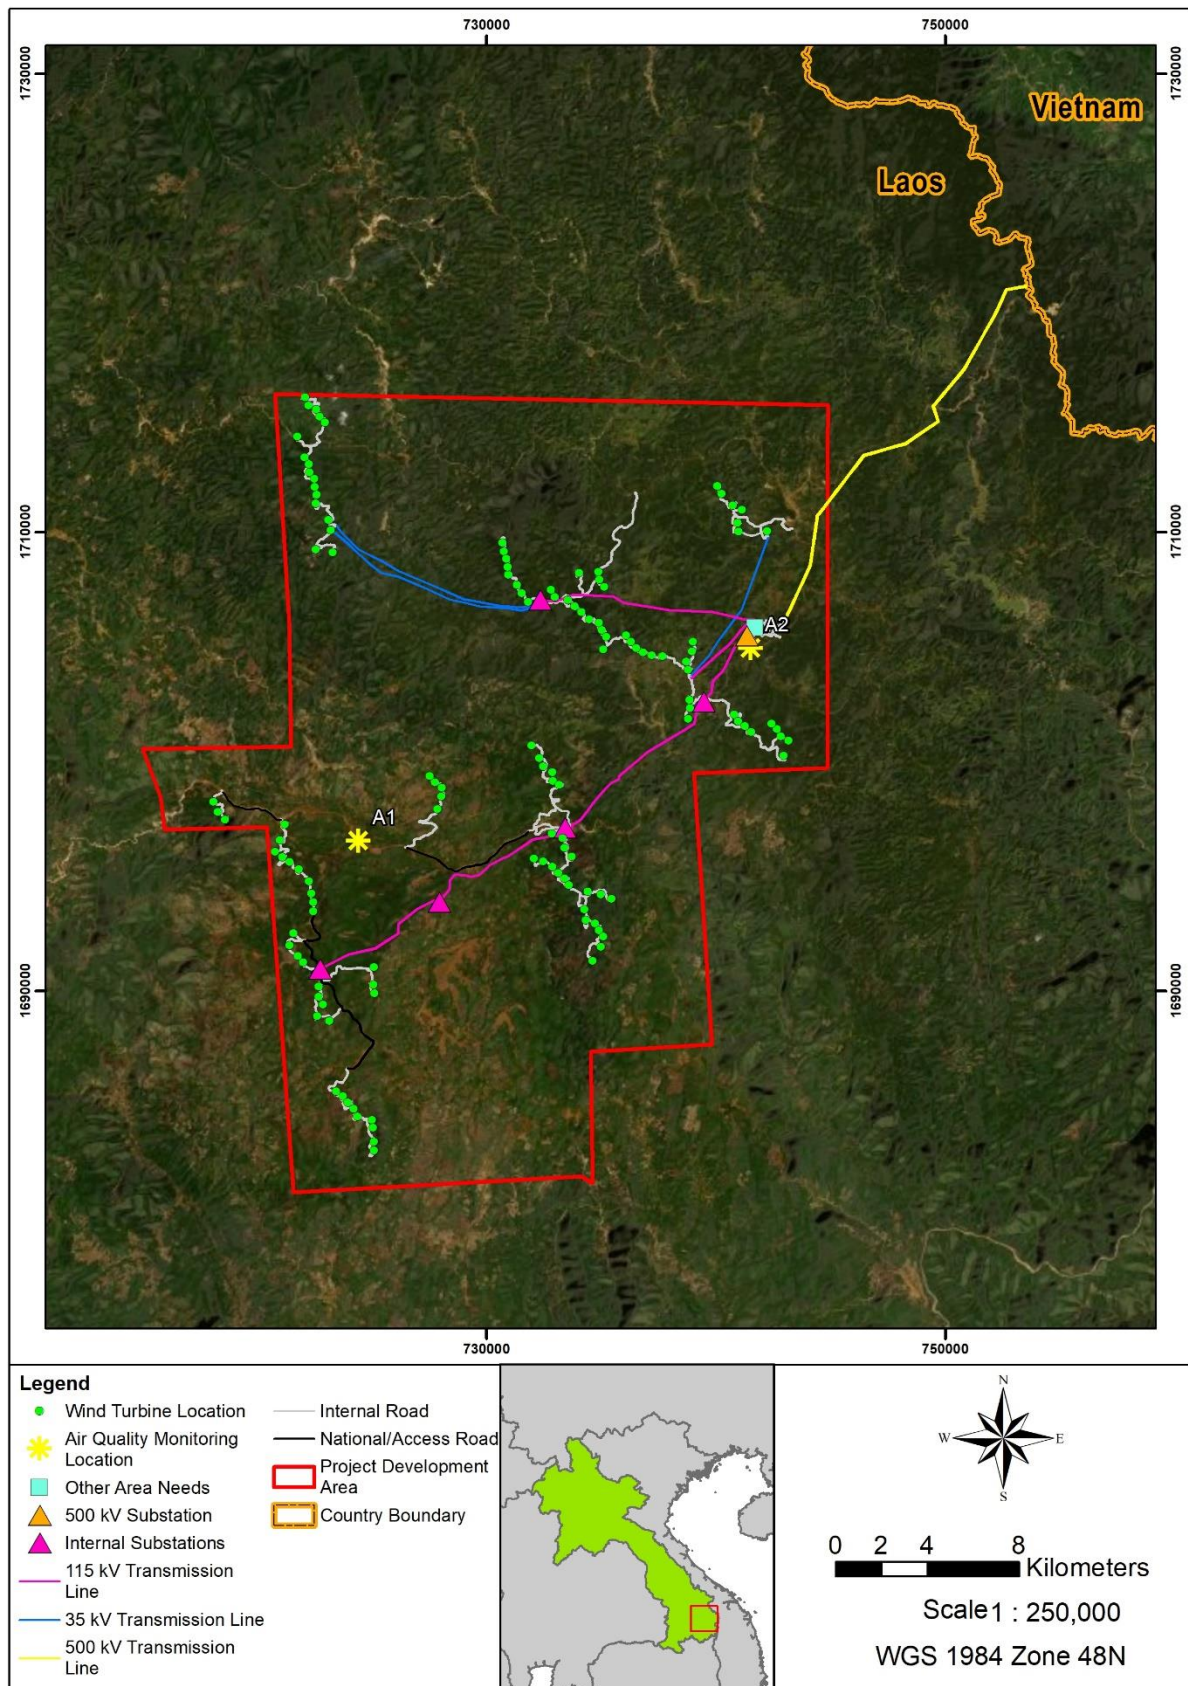 730000 750000
1730000 1730000
Vietnam
Laos
1710000 1710000
A2
A1
1690000 1690000
730000 750000
Legend
Wind Turbine Location
Air Quality Monitoring
Location
Other Area Needs
500 kV Substation
Internal Substations
115 kV Transmission
Line
35 kV Transmission Line
500 kV Transmission
Line
Internal Road
National/Access Road
Project Development
Area
Country Boundary
N
W E
S
0 2 4 8
Kilometers
Scale 1 : 250,000
WGS 1984 Zone 48N